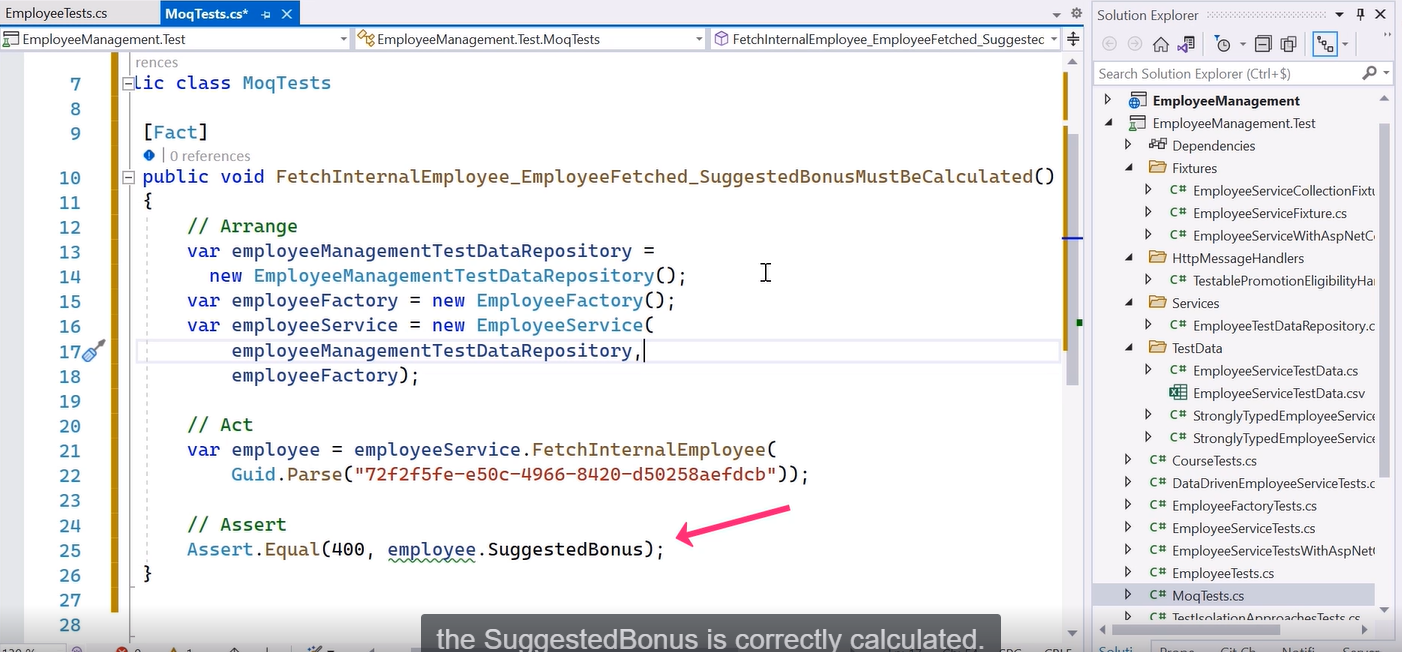 EmployeeTests.cs
MoqTests.cs*
EmployeeManagement.Test
EmployeeManagement.Test.MoqTests
FetchInternalEmployee_EmployeeFetched_Suggestec
rences
7 lic class MoqTests
8
9 [Fact]
0 references
10 public void FetchInternalEmployee_EmployeeFetched_SuggestedBonusMustBeCalculated()
11 {
12 // Arrange
13 var employeeManagementTestDataRepository =
14 new EmployeeManagementTestDataRepository();
15 var employeeFactory = new EmployeeFactory();
16 var employeeService = new EmployeeService(
17 employeeManagementTestDataRepository,
18 employeeFactory);
19
20 // Act
21 var employee = employeeService.FetchInternalEmployee(
22 Guid.Parse("72f2f5fe-e50c-4966-8420-d50258aefdcb"));
23
24 // Assert
25 Assert.Equal(400, employee.SuggestedBonus);
26 }
27
28
the SuggestedBonus is correctly calculated.
Solution Explorer
Search Solution Explorer (Ctrl+$)
EmployeeManagement
EmployeeManagement.Test
Dependencies
Fixtures
C# EmployeeServiceCollectionFixtu
C# EmployeeServiceFixture.cs
C# EmployeeServiceWithAspNetC
HttpMessageHandlers
C# TestablePromotionEligibilityHa
Services
C# EmployeeTestDataRepository.c
TestData
C# EmployeeServiceTestData.cs
EmployeeServiceTestData.csv
C# StronglyTypedEmployeeService
C# StronglyTypedEmployeeService
C# CourseTests.cs
C# DataDrivenEmployeeServiceTests.c
C# EmployeeFactoryTests.cs
C# EmployeeServiceTests.cs
C# EmployeeServiceTestsWithAspNet
C# EmployeeTests.cs
C# MoqTests.cs
C# TestIsolationApproachesTests.cs